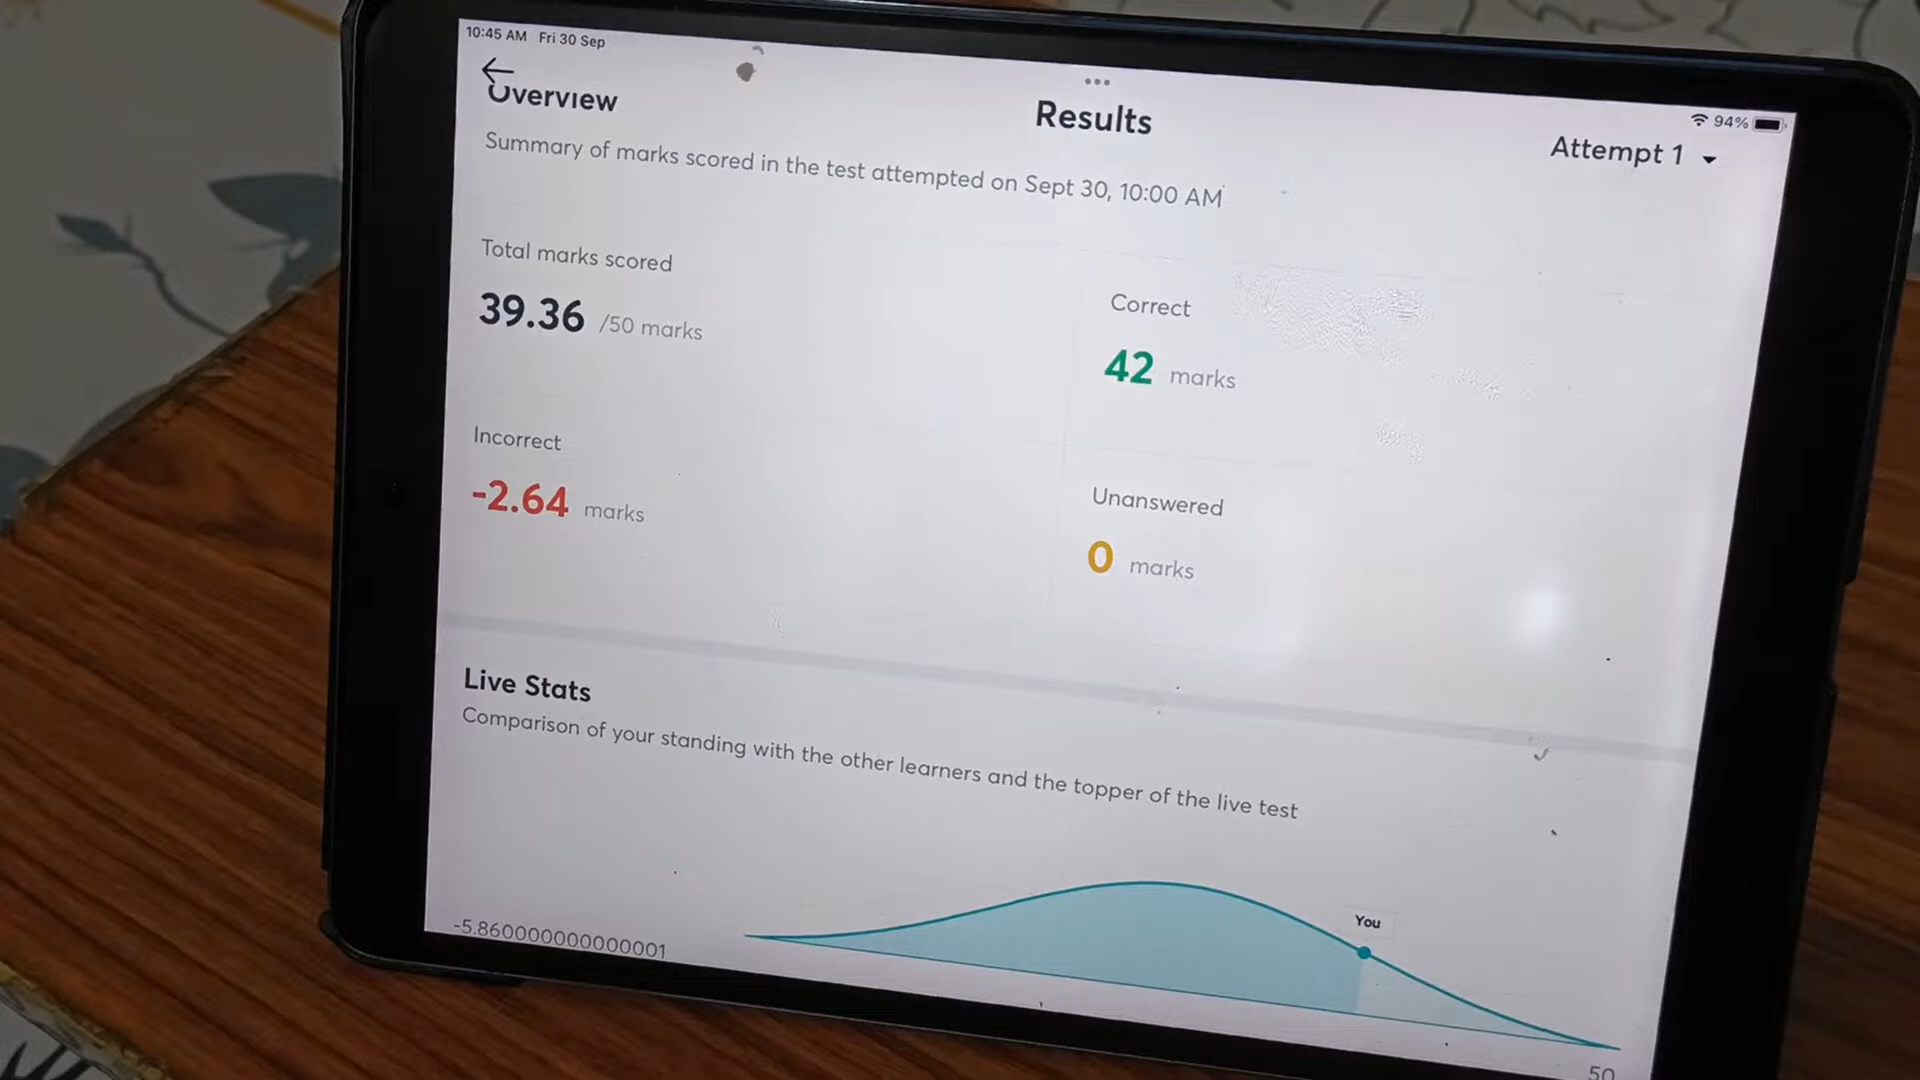 10:45 AM Fri 30 Sep
94%
Overview
Results
Attempt 1
Summary of marks scored in the test attempted on Sept 30, 10:00 AM
Total marks scored
39.36 /50 marks
Correct
42 marks
Incorrect
-2.64 marks
Unanswered
0 marks
Live Stats
Comparison of your standing with the other learners and the topper of the live test
You
-5.860000000000001
50